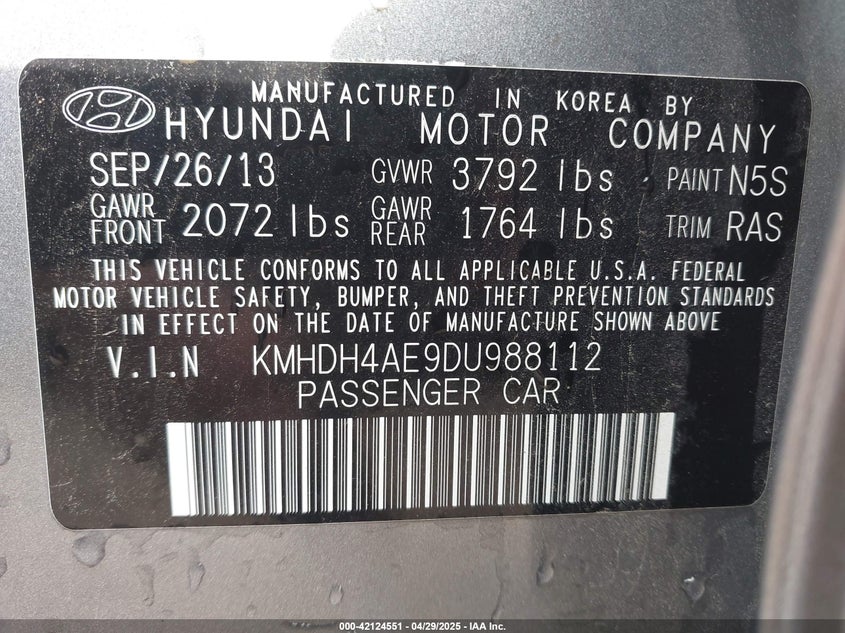 MANUFACTURED IN KOREA BY
HYUNDAI MOTOR COMPANY
SEP/26/13 GVWR 3792 lbs PAINT N5S
GAWR FRONT 2072 lbs GAWR REAR 1764 lbs TRIM RAS
THIS VEHICLE CONFORMS TO ALL APPLICABLE U.S.A. FEDERAL
MOTOR VEHICLE SAFETY, BUMPER, AND THEFT PREVENTION STANDARDS
IN EFFECT ON THE DATE OF MANUFACTURE SHOWN ABOVE
V.I.N KMHDH4AE9DU988112
PASSENGER CAR
000-42124551 | 04/29/2025 - IAA Inc.